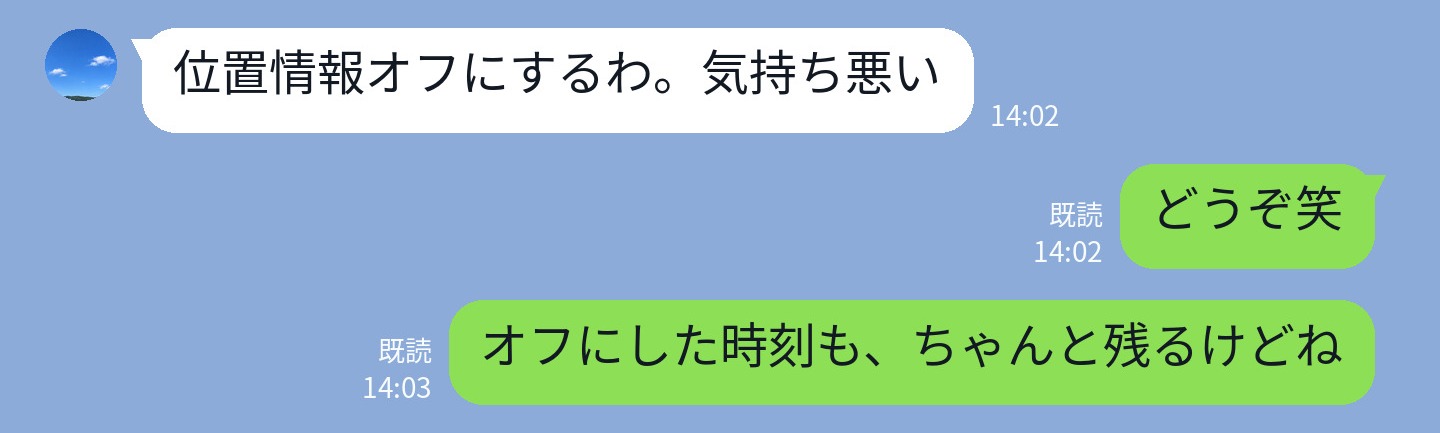 位置情報オフにするわ。気持ち悪い
14:02
どうぞ笑
既読
14:02
オフにした時刻も、ちゃんと残るけどね
既読
14:03